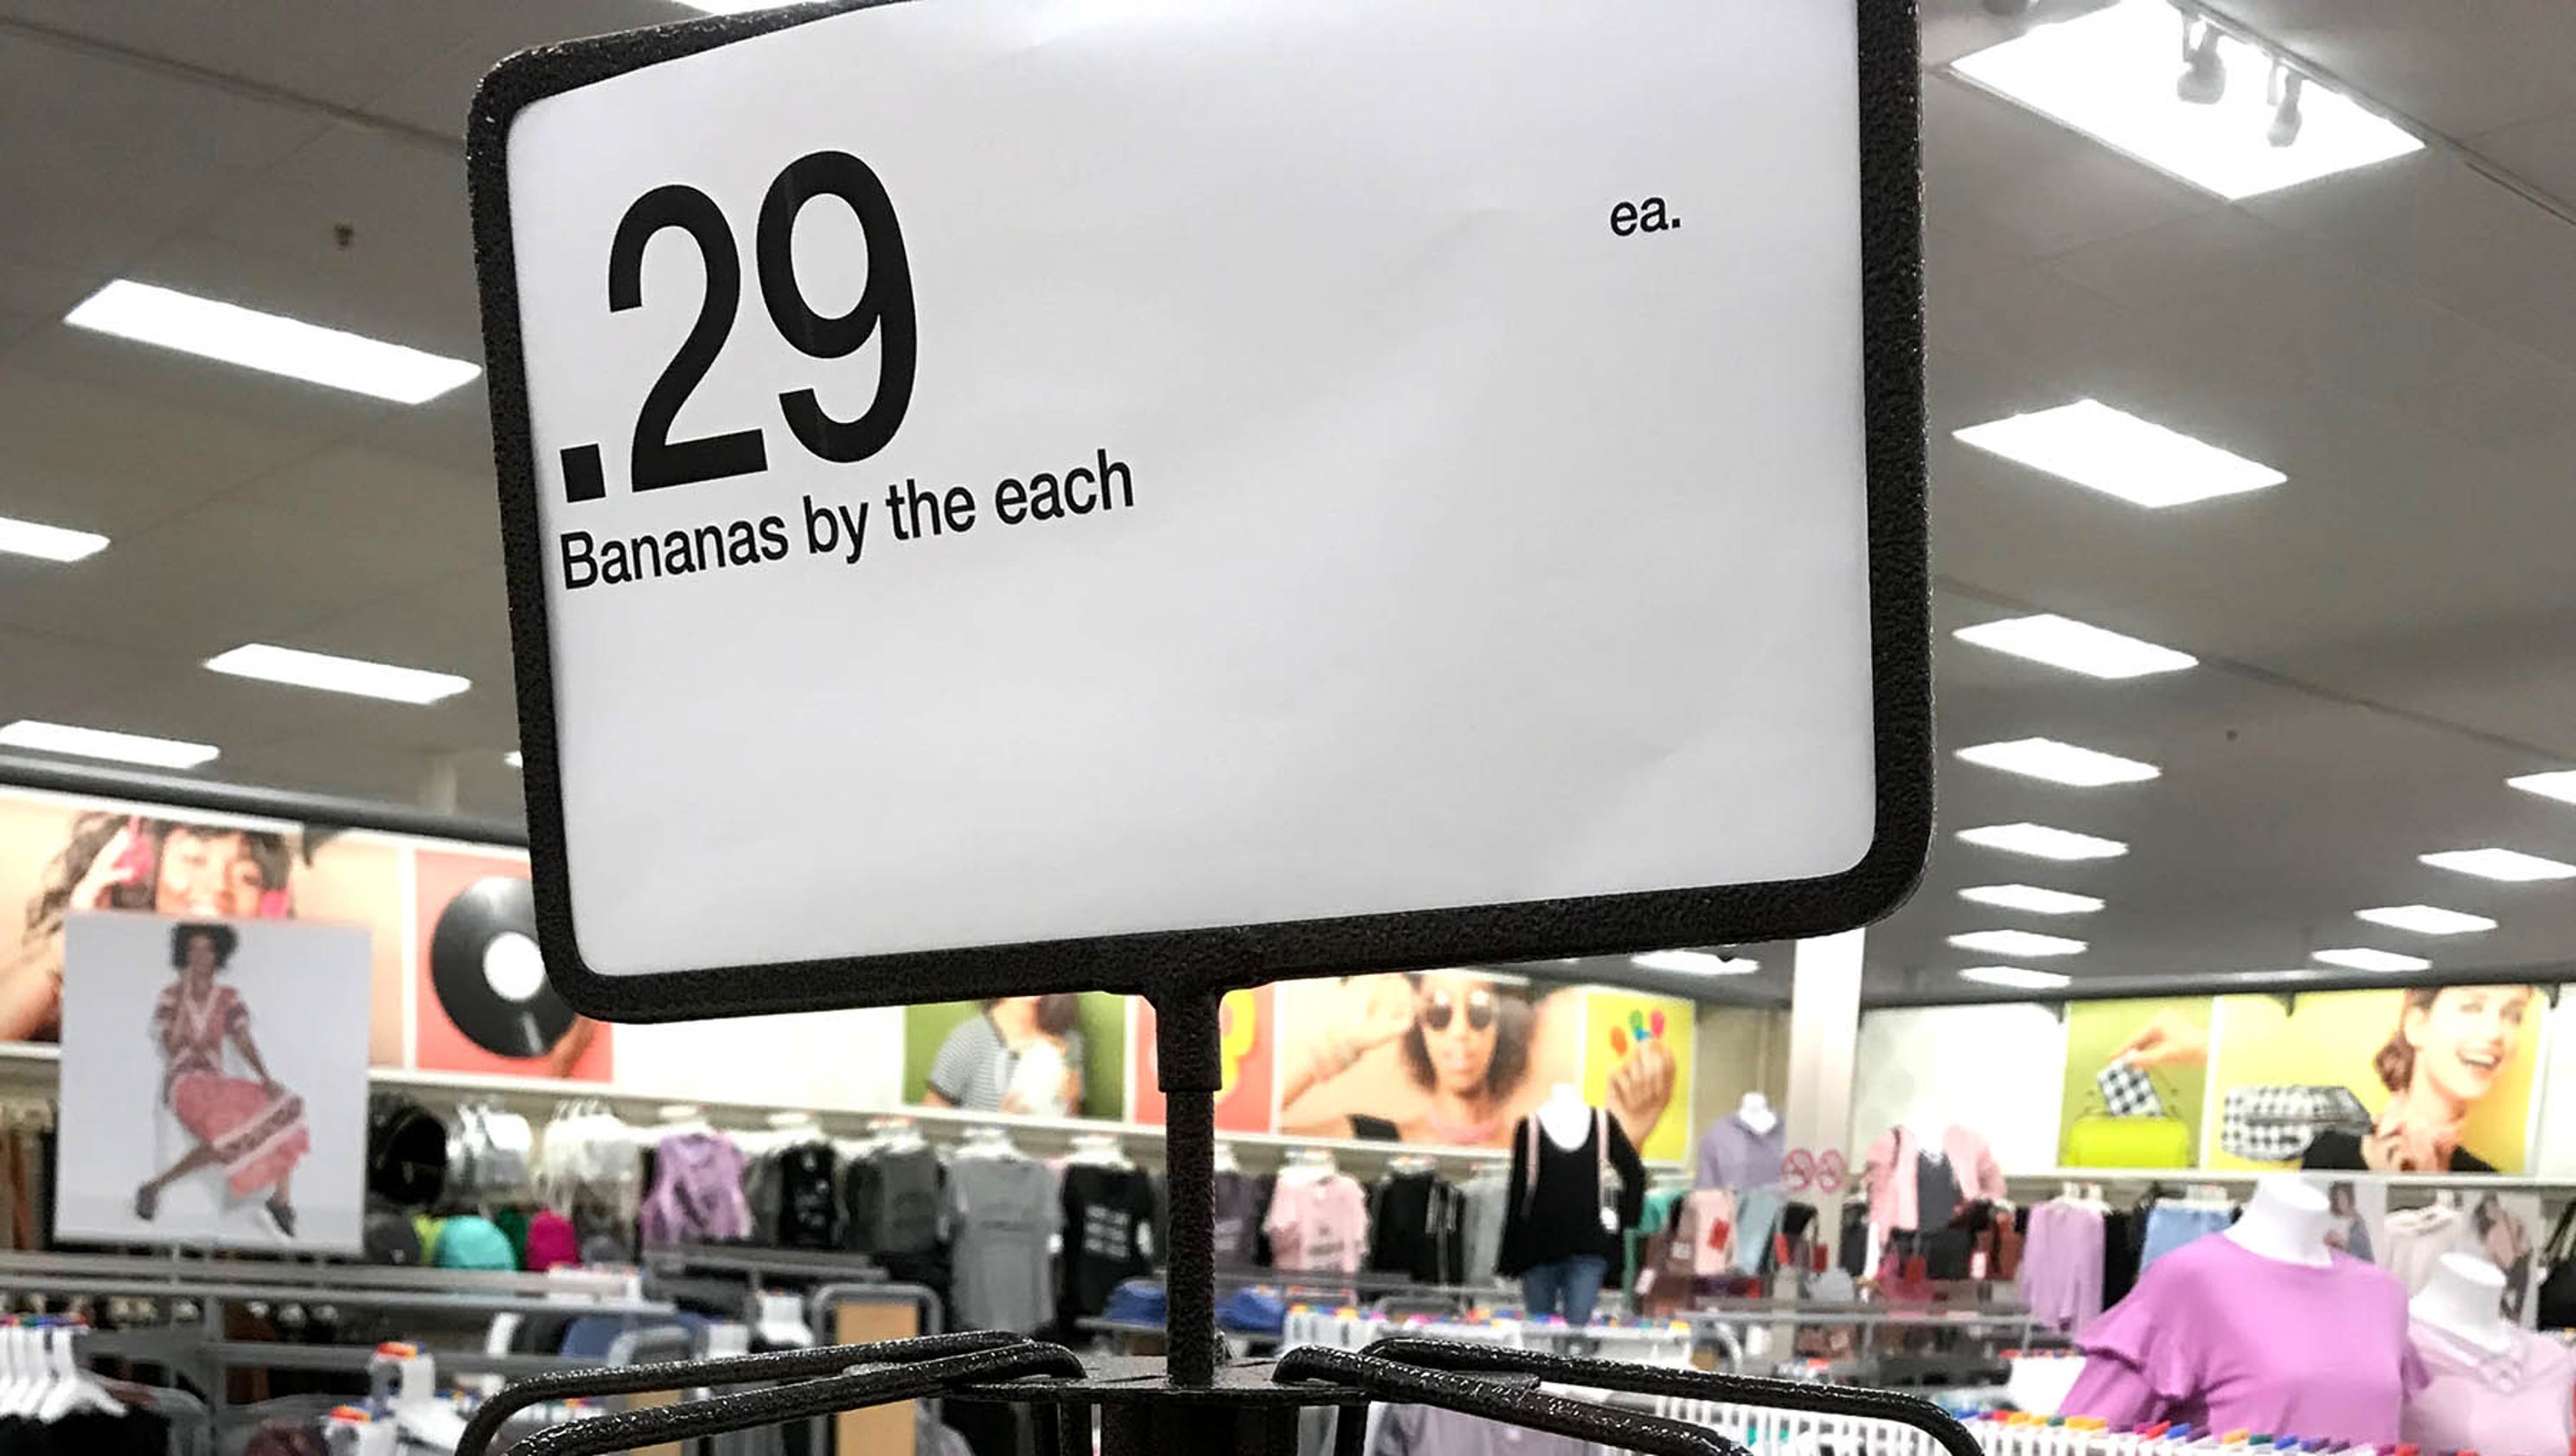 .29
ea.
Bananas by the each